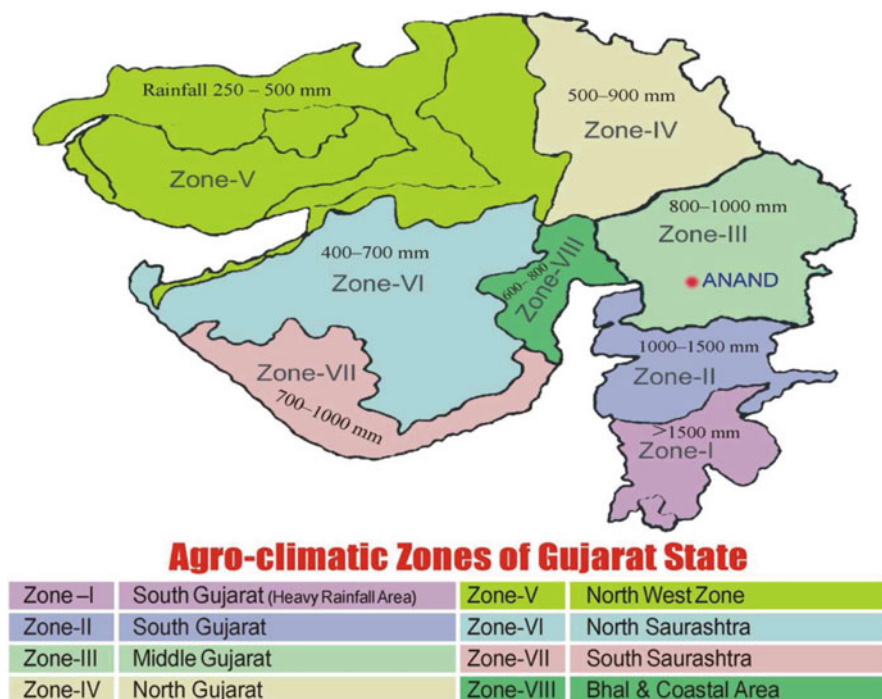 Rainfall 250 – 500 mm
Zone-V
500–900 mm
Zone-IV
800–1000 mm
Zone-III
ANAND
400–700 mm
Zone-VI
600– 800
Zone-VIII
Zone-VII
700–1000 mm
1000–1500 mm
Zone-II
>1500 mm
Zone-I
Agro-climatic Zones of Gujarat State
Zone –I South Gujarat (Heavy Rainfall Area) Zone-V North West Zone
Zone-II South Gujarat Zone-VI North Saurashtra
Zone-III Middle Gujarat Zone-VII South Saurashtra
Zone-IV North Gujarat Zone-VIII Bhal & Coastal Area